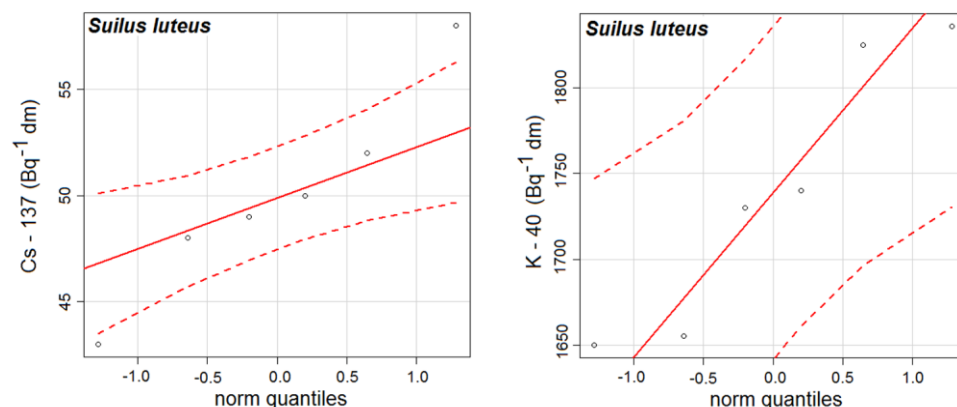 Suilus luteus
Cs - 137 (Bq⁻¹ dm)
55
50
45
-1.0 -0.5 0.0 0.5 1.0
norm quantiles
Suilus luteus
K - 40 (Bq⁻¹ dm)
1800
1750
1700
1650
-1.0 -0.5 0.0 0.5 1.0
norm quantiles